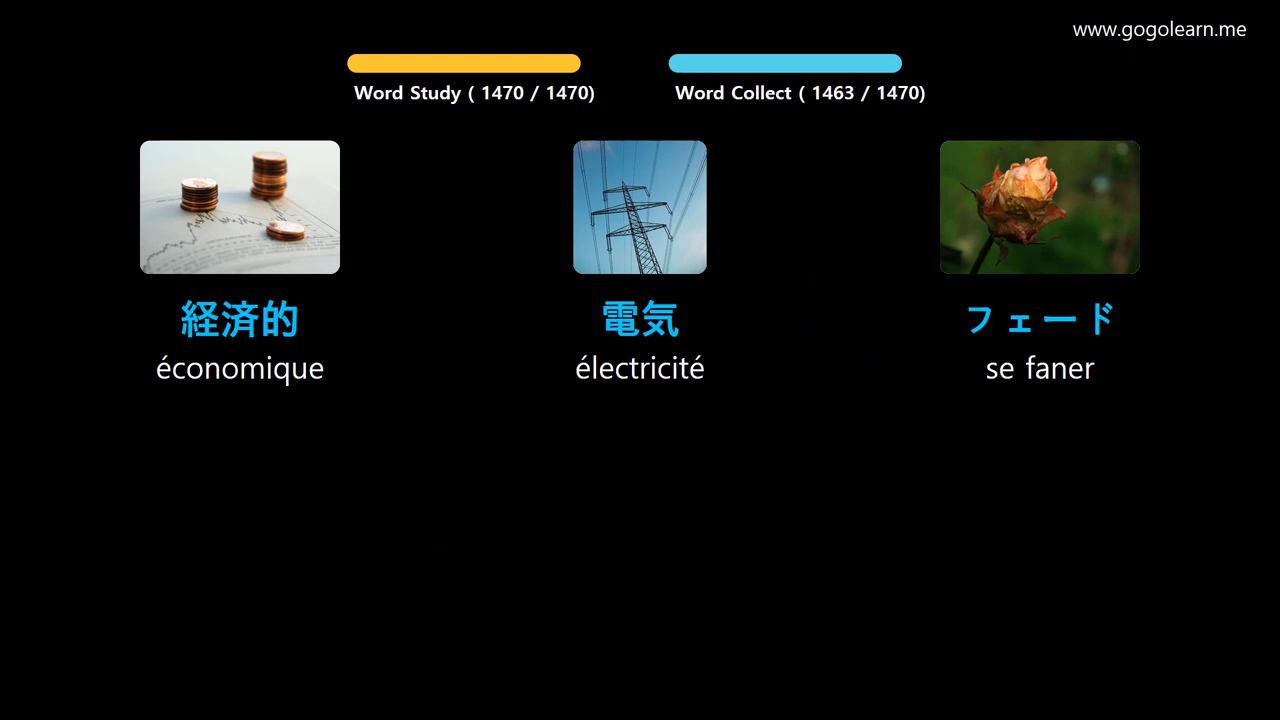 www.gogolearn.me
Word Study ( 1470 / 1470)
Word Collect ( 1463 / 1470)
経済的
économique
電気
électricité
フェード
se faner